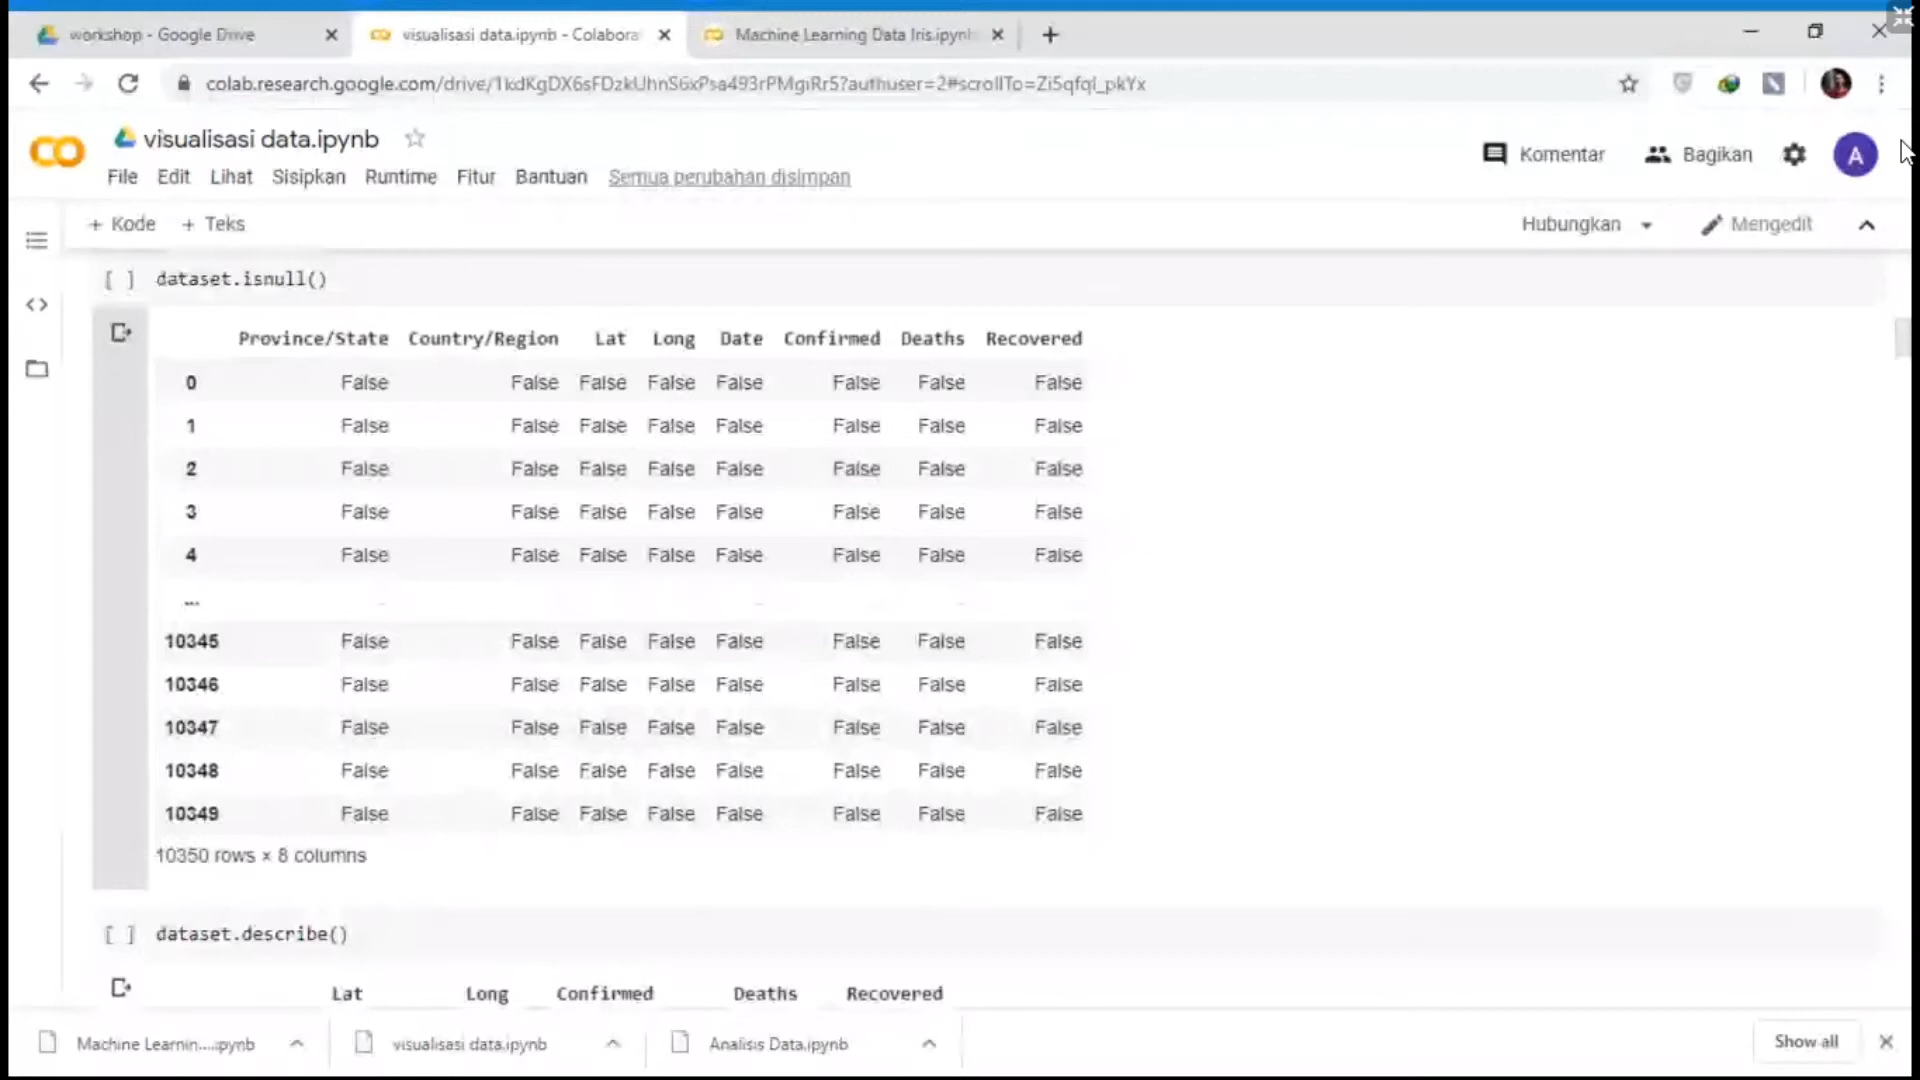 workshop - Google Drive
visualisasi data.ipynb - Colabora
Machine Learning Data Iris.ipynb
colab.research.google.com/drive/1kdKgDX6sFDzkUhnS6xPsa493rPMgiRr5?authuser=2#scrollTo=Zi5qfql_pkYx
CO
visualisasi data.ipynb
Komentar
Bagikan
A
File Edit Lihat Sisipkan Runtime Fitur Bantuan Semua perubahan disimpan
+ Kode + Teks
Hubungkan
Mengedit
[ ] dataset.isnull()
Province/State Country/Region Lat Long Date Confirmed Deaths Recovered
0 False False False False False False False False
1 False False False False False False False False
2 False False False False False False False False
3 False False False False False False False False
4 False False False False False False False False
...
10345 False False False False False False False False
10346 False False False False False False False False
10347 False False False False False False False False
10348 False False False False False False False False
10349 False False False False False False False False
10350 rows × 8 columns
[ ] dataset.describe()
Lat Long Confirmed Deaths Recovered
Machine Learnin....ipynb
visualisasi data.ipynb
Analisis Data.ipynb
Show all